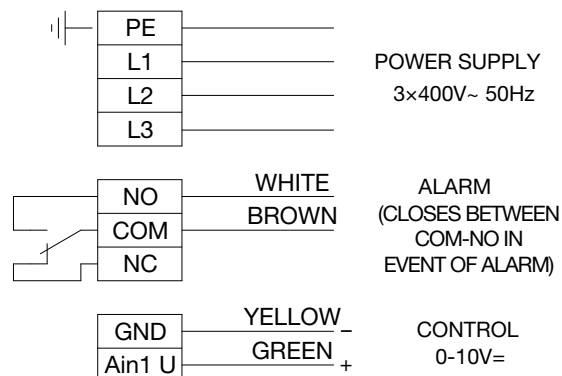 PE
L1
L2
L3
POWER SUPPLY
3×400V~ 50Hz
NO
COM
NC
WHITE
BROWN
ALARM
(CLOSES BETWEEN
COM-NO IN
EVENT OF ALARM)
GND
Ain1 U
YELLOW –
GREEN +
CONTROL
0-10V=